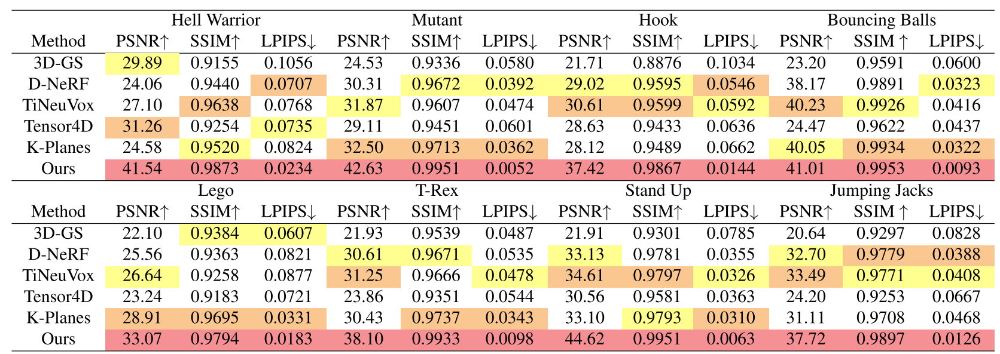 Hell Warrior Mutant Hook Bouncing Balls
Method PSNR↑ SSIM↑ LPIPS↓ PSNR↑ SSIM↑ LPIPS↓ PSNR↑ SSIM↑ LPIPS↓ PSNR↑ SSIM ↑ LPIPS↓
3D-GS 29.89 0.9155 0.1056 24.53 0.9336 0.0580 21.71 0.8876 0.1034 23.20 0.9591 0.0600
D-NeRF 24.06 0.9440 0.0707 30.31 0.9672 0.0392 29.02 0.9595 0.0546 38.17 0.9891 0.0323
TiNeuVox 27.10 0.9638 0.0768 31.87 0.9607 0.0474 30.61 0.9599 0.0592 40.23 0.9926 0.0416
Tensor4D 31.26 0.9254 0.0735 29.11 0.9451 0.0601 28.63 0.9433 0.0636 24.47 0.9622 0.0437
K-Planes 24.58 0.9520 0.0824 32.50 0.9713 0.0362 28.12 0.9489 0.0662 40.05 0.9934 0.0322
Ours 41.54 0.9873 0.0234 42.63 0.9951 0.0052 37.42 0.9867 0.0144 41.01 0.9953 0.0093
Lego T-Rex Stand Up Jumping Jacks
Method PSNR↑ SSIM↑ LPIPS↓ PSNR↑ SSIM↑ LPIPS↓ PSNR↑ SSIM↑ LPIPS↓ PSNR↑ SSIM ↑ LPIPS↓
3D-GS 22.10 0.9384 0.0607 21.93 0.9539 0.0487 21.91 0.9301 0.0785 20.64 0.9297 0.0828
D-NeRF 25.56 0.9363 0.0821 30.61 0.9671 0.0535 33.13 0.9781 0.0355 32.70 0.9779 0.0388
TiNeuVox 26.64 0.9258 0.0877 31.25 0.9666 0.0478 34.61 0.9797 0.0326 33.49 0.9771 0.0408
Tensor4D 23.24 0.9183 0.0721 23.86 0.9351 0.0544 30.56 0.9581 0.0363 24.20 0.9253 0.0667
K-Planes 28.91 0.9695 0.0331 30.43 0.9737 0.0343 33.10 0.9793 0.0310 31.11 0.9708 0.0468
Ours 33.07 0.9794 0.0183 38.10 0.9933 0.0098 44.62 0.9951 0.0063 37.72 0.9897 0.0126